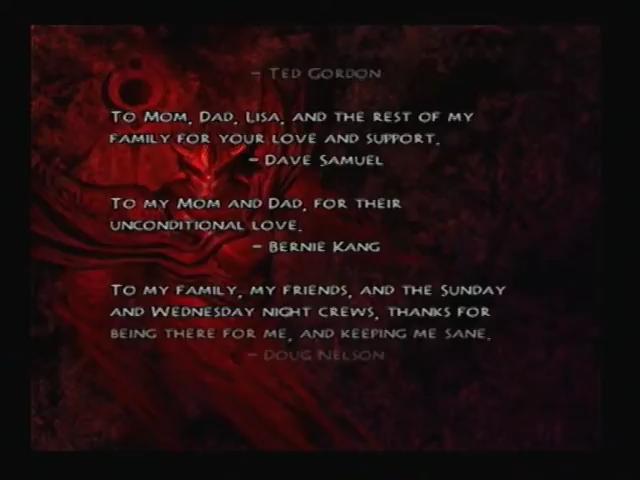 – Ted Gordon
To Mom, Dad, Lisa, and the rest of my
family for your love and support.
– Dave Samuel
To my Mom and Dad, for their
unconditional love.
– Bernie Kang
To my family, my friends, and the Sunday
and Wednesday night crews, thanks for
being there for me, and keeping me sane.
– Doug Nelson